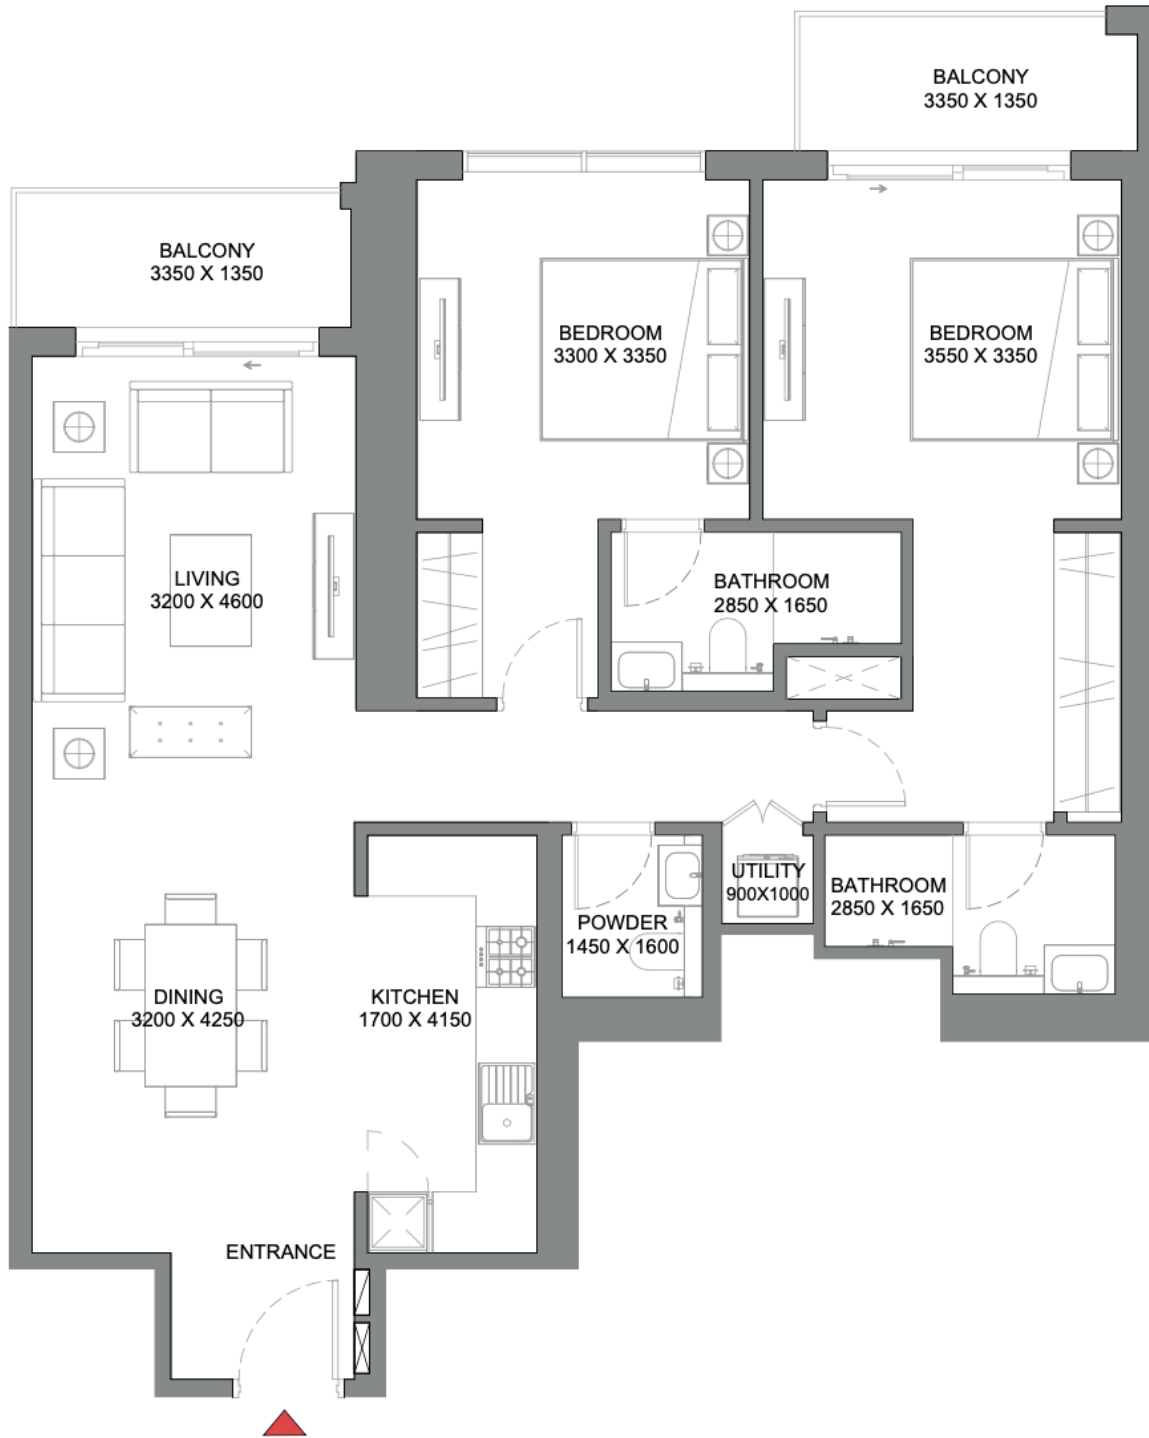 BALCONY
3350 X 1350
BALCONY
3350 X 1350
BEDROOM
3300 X 3350
BEDROOM
3550 X 3350
LIVING
3200 X 4600
BATHROOM
2850 X 1650
UTILITY
900X1000
BATHROOM
2850 X 1650
POWDER
1450 X 1600
DINING
3200 X 4250
KITCHEN
1700 X 4150
ENTRANCE